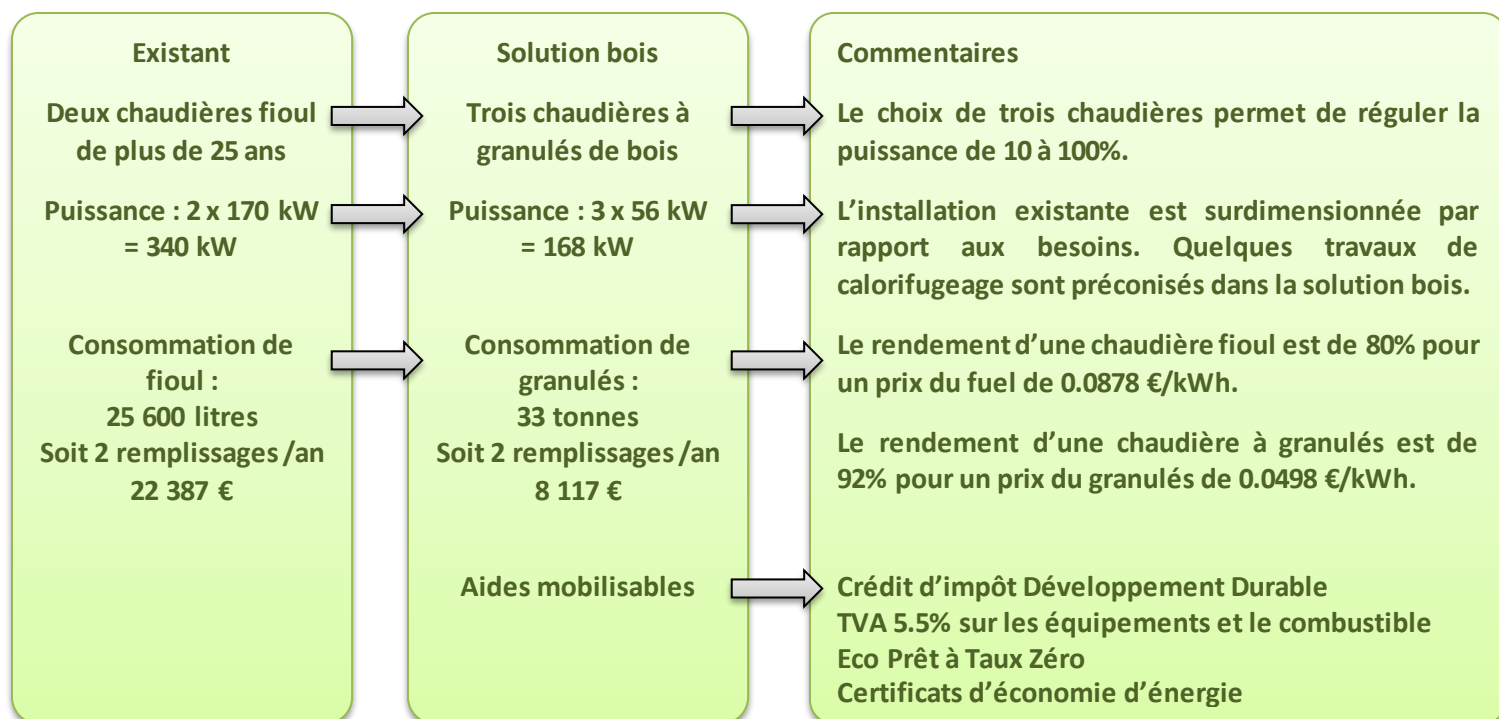 Existant
Deux chaudières fioul
de plus de 25 ans
Puissance : 2 x 170 kW
= 340 kW
Consommation de
fioul :
25 600 litres
Soit 2 remplissages /an
22 387 €
Solution bois
Trois chaudières à
granulés de bois
Puissance : 3 x 56 kW
= 168 kW
Consommation de
granulés :
33 tonnes
Soit 2 remplissages /an
8 117 €
Aides mobilisables
Commentaires
Le choix de trois chaudières permet de réguler la
puissance de 10 à 100%.
L’installation existante est surdimensionnée par
rapport aux besoins. Quelques travaux de
calorifugeage sont préconisés dans la solution bois.
Le rendement d’une chaudière fioul est de 80% pour
un prix du fuel de 0.0878 €/kWh.
Le rendement d’une chaudière à granulés est de
92% pour un prix du granulés de 0.0498 €/kWh.
Crédit d’impôt Développement Durable
TVA 5.5% sur les équipements et le combustible
Eco Prêt à Taux Zéro
Certificats d’économie d’énergie